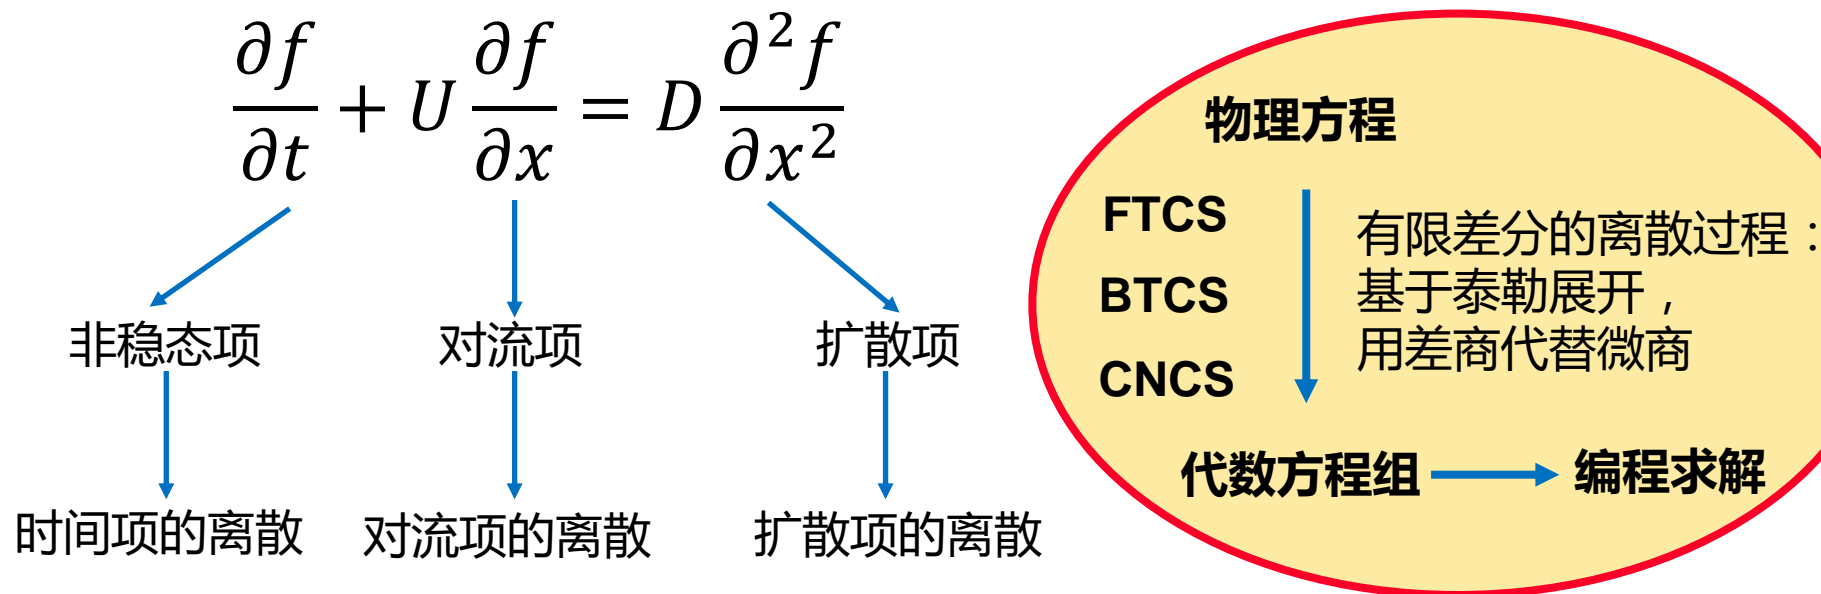 ∂f/∂t + U ∂f/∂x = D ∂²f/∂x²
非稳态项
对流项
扩散项
时间项的离散
对流项的离散
扩散项的离散
物理方程
FTCS
BTCS
CNCS
有限差分的离散过程：
基于泰勒展开，
用差商代替微商
代数方程组
编程求解